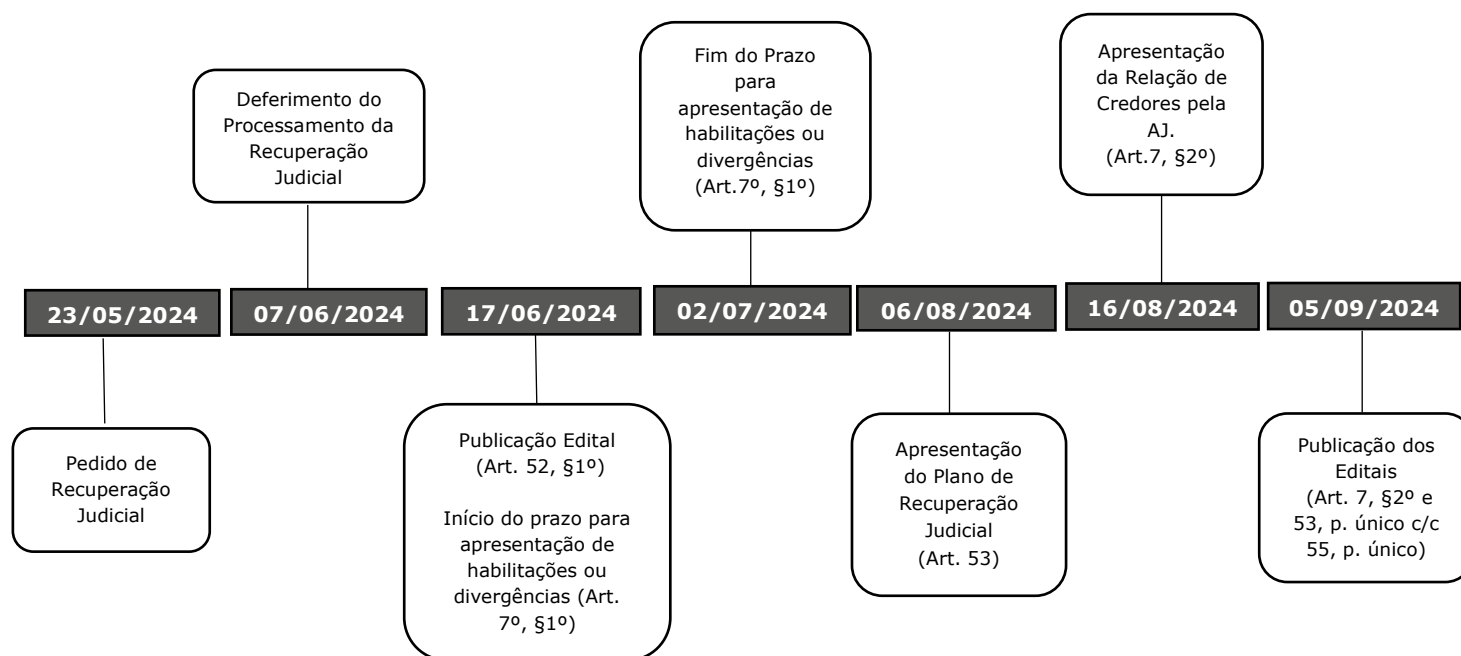 Deferimento do
Processamento da
Recuperação
Judicial
Fim do Prazo
para
apresentação de
habilitações ou
divergências
(Art.7º, §1º)
Apresentação
da Relação de
Credores pela
AJ.
(Art.7, §2º)
23/05/2024
07/06/2024
17/06/2024
02/07/2024
06/08/2024
16/08/2024
05/09/2024
Pedido de
Recuperação
Judicial
Publicação Edital
(Art. 52, §1º)
Início do prazo para
apresentação de
habilitações ou
divergências (Art.
7º, §1º)
Apresentação
do Plano de
Recuperação
Judicial
(Art. 53)
Publicação dos
Editais
(Art. 7, §2º e
53, p. único c/c
55, p. único)